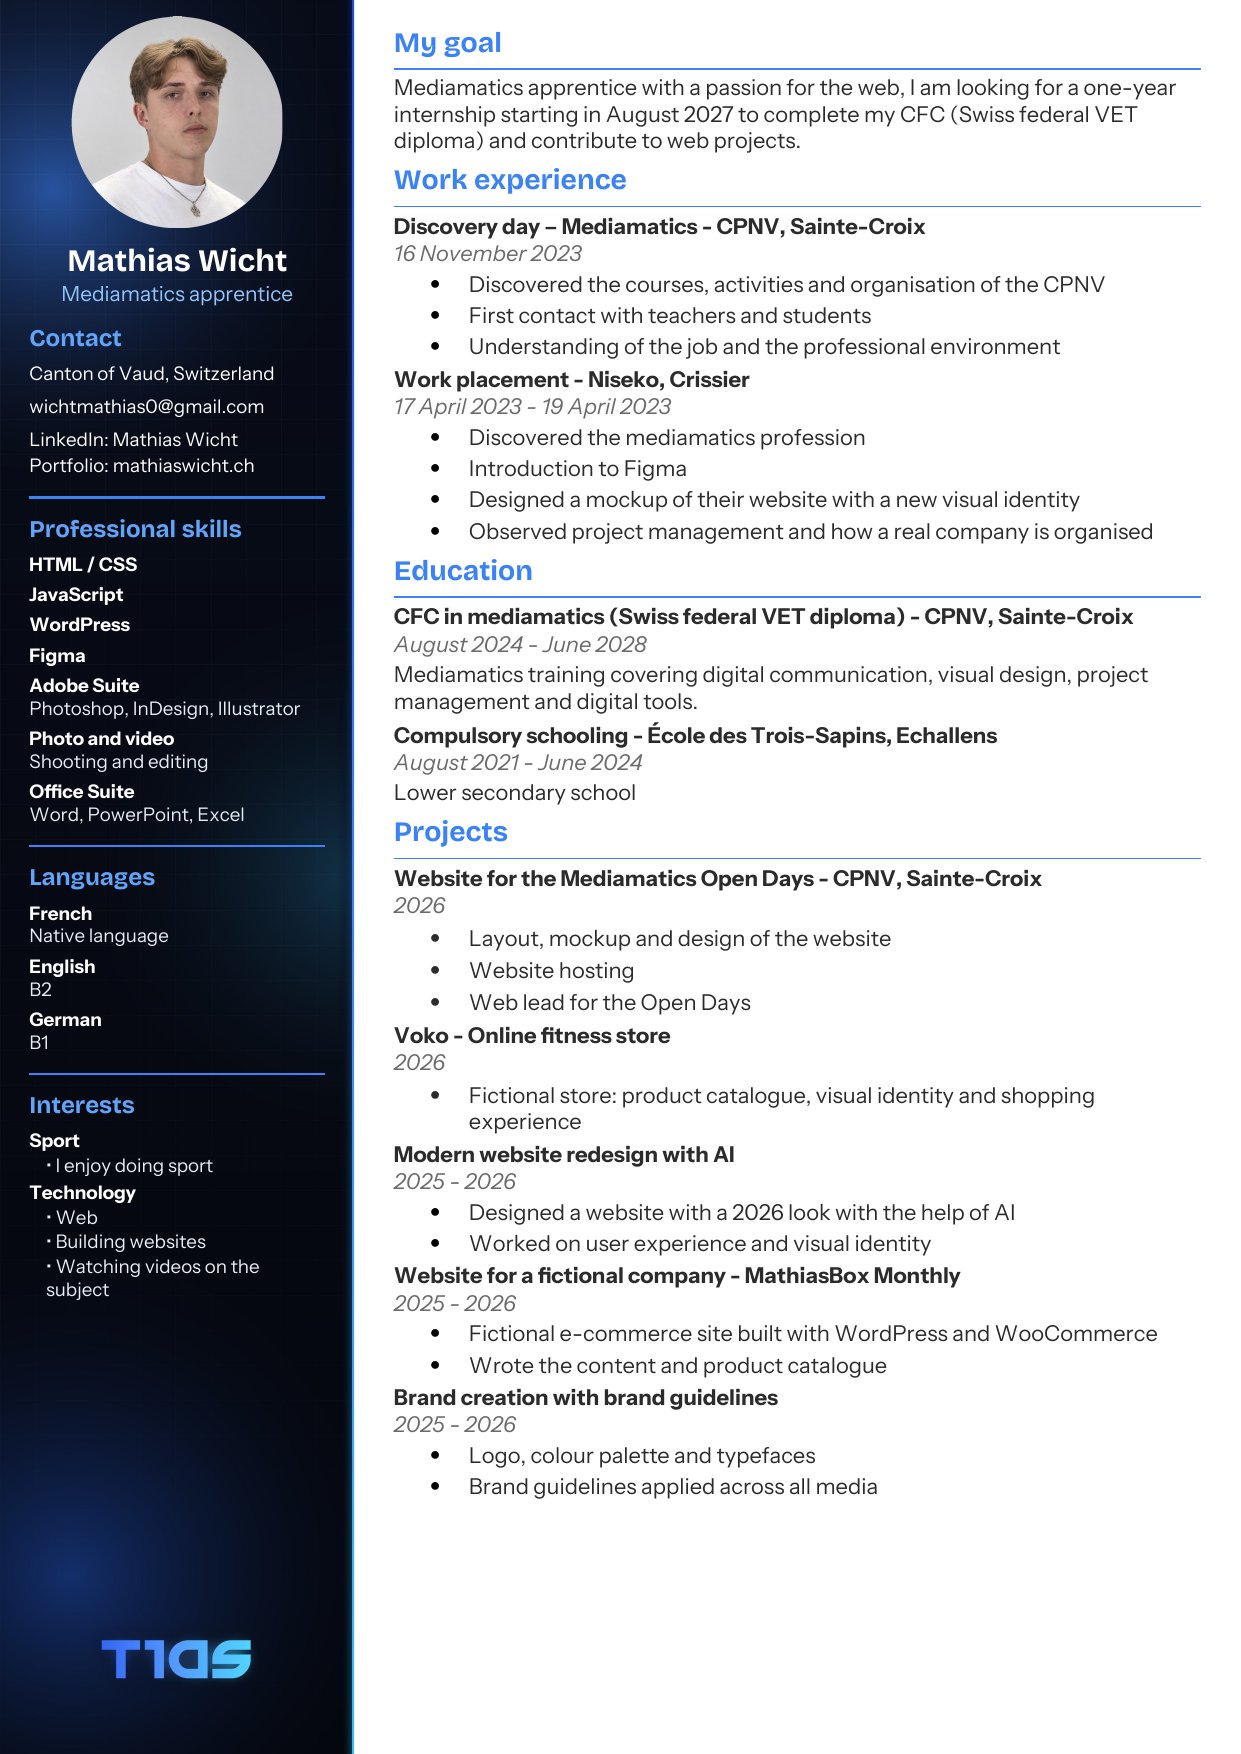 Mathias Wicht
Mediamatics apprentice
Contact
Canton of Vaud, Switzerland
wichtmathias0@gmail.com
LinkedIn: Mathias Wicht
Portfolio: mathiaswicht.ch
Professional skills
HTML / CSS
JavaScript
WordPress
Figma
Adobe Suite
Photoshop, InDesign, Illustrator
Photo and video
Shooting and editing
Office Suite
Word, PowerPoint, Excel
Languages
French
Native language
English
B2
German
B1
Interests
Sport
· I enjoy doing sport
Technology
· Web
· Building websites
· Watching videos on the
subject
T1as
My goal
Mediamatics apprentice with a passion for the web, I am looking for a one-year
internship starting in August 2027 to complete my CFC (Swiss federal VET
diploma) and contribute to web projects.
Work experience
Discovery day – Mediamatics - CPNV, Sainte-Croix
16 November 2023
• Discovered the courses, activities and organisation of the CPNV
• First contact with teachers and students
• Understanding of the job and the professional environment
Work placement - Niseko, Crissier
17 April 2023 - 19 April 2023
• Discovered the mediamatics profession
• Introduction to Figma
• Designed a mockup of their website with a new visual identity
• Observed project management and how a real company is organised
Education
CFC in mediamatics (Swiss federal VET diploma) - CPNV, Sainte-Croix
August 2024 - June 2028
Mediamatics training covering digital communication, visual design, project
management and digital tools.
Compulsory schooling - École des Trois-Sapins, Echallens
August 2021 - June 2024
Lower secondary school
Projects
Website for the Mediamatics Open Days - CPNV, Sainte-Croix
2026
• Layout, mockup and design of the website
• Website hosting
• Web lead for the Open Days
Voko - Online fitness store
2026
• Fictional store: product catalogue, visual identity and shopping
experience
Modern website redesign with AI
2025 - 2026
• Designed a website with a 2026 look with the help of AI
• Worked on user experience and visual identity
Website for a fictional company - MathiasBox Monthly
2025 - 2026
• Fictional e-commerce site built with WordPress and WooCommerce
• Wrote the content and product catalogue
Brand creation with brand guidelines
2025 - 2026
• Logo, colour palette and typefaces
• Brand guidelines applied across all media